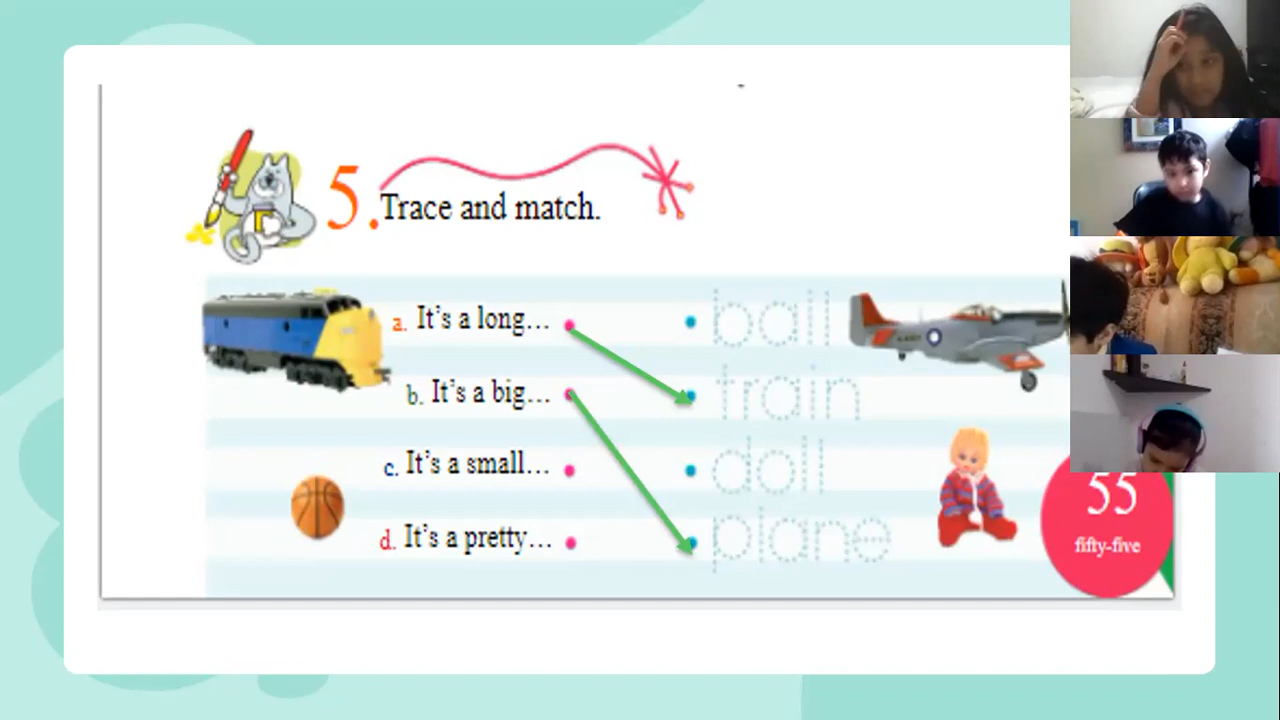 5. Trace and match.
a. It's a long... ball
b. It's a big... train
c. It's a small... doll
d. It's a pretty... plane
55
fifty-five